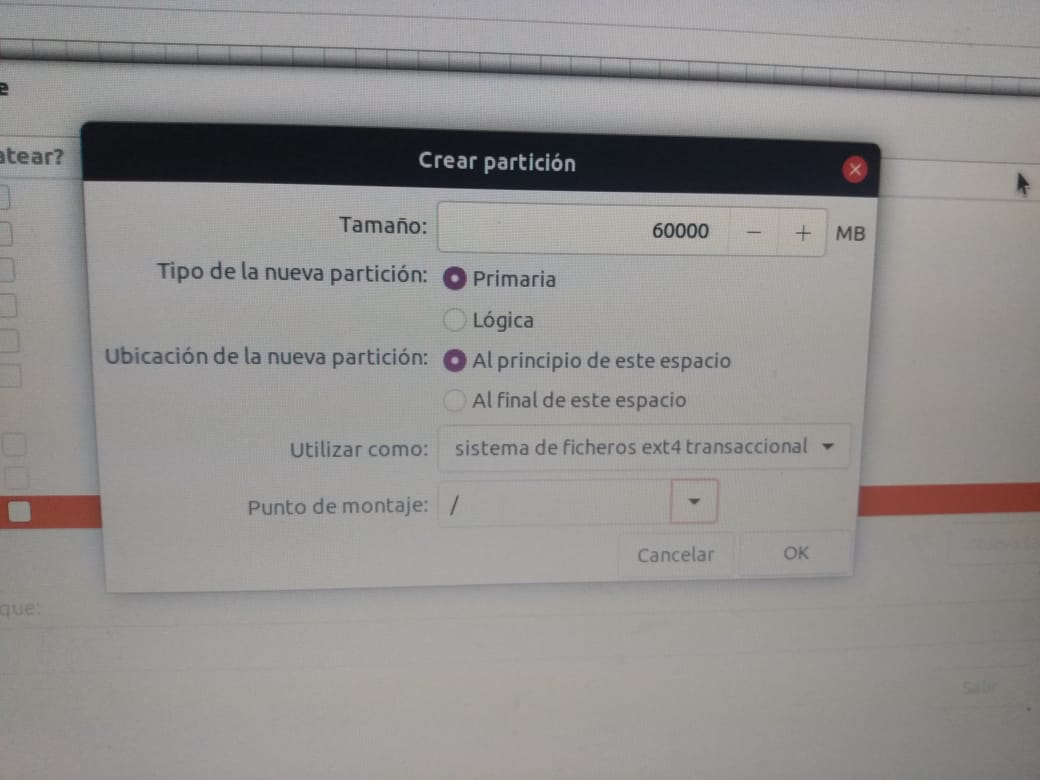 e
atear?
Crear partición
Tamaño: 60000 − + MB
Tipo de la nueva partición: Primaria
Lógica
Ubicación de la nueva partición: Al principio de este espacio
Al final de este espacio
Utilizar como: sistema de ficheros ext4 transaccional
Punto de montaje: /
Cancelar OK
que:
Salir